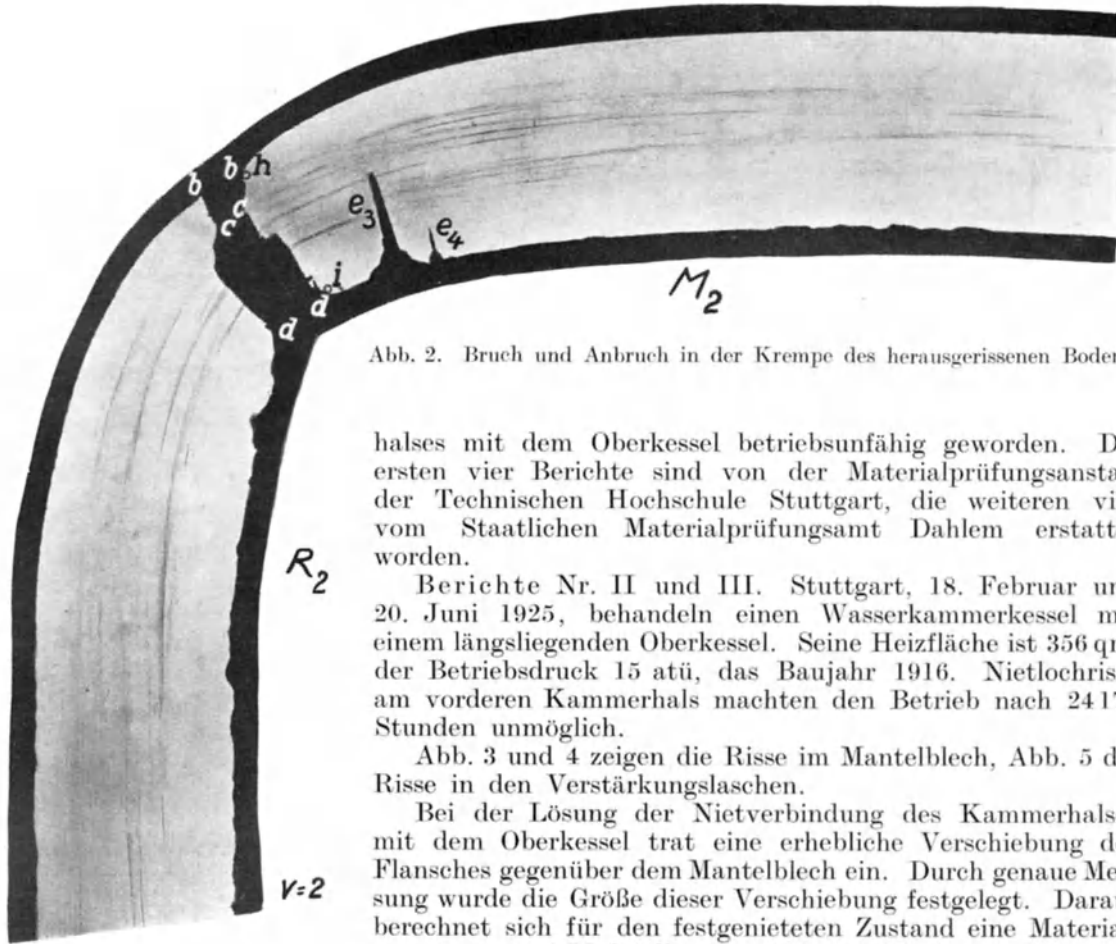 b
b
h
c
c
e3
e4
i
d
d
M2
R2
v=2
Abb. 2. Bruch und Anbruch in der Krempe des herausgerissenen Boden
halses mit dem Oberkessel betriebsunfähig geworden. D
ersten vier Berichte sind von der Materialprüfungsansta
der Technischen Hochschule Stuttgart, die weiteren vi
vom Staatlichen Materialprüfungsamt Dahlem erstatt
worden.
Berichte Nr. II und III. Stuttgart, 18. Februar un
20. Juni 1925, behandeln einen Wasserkammerkessel m
einem längsliegenden Oberkessel. Seine Heizfläche ist 356 q
der Betriebsdruck 15 atü, das Baujahr 1916. Nietlochris
am vorderen Kammerhals machten den Betrieb nach 24 1
Stunden unmöglich.
Abb. 3 und 4 zeigen die Risse im Mantelblech, Abb. 5 d
Risse in den Verstärkungslaschen.
Bei der Lösung der Nietverbindung des Kammerhals
mit dem Oberkessel trat eine erhebliche Verschiebung d
Flansches gegenüber dem Mantelblech ein. Durch genaue Me
sung wurde die Größe dieser Verschiebung festgelegt. Dara
berechnet sich für den festgenieteten Zustand eine Materia